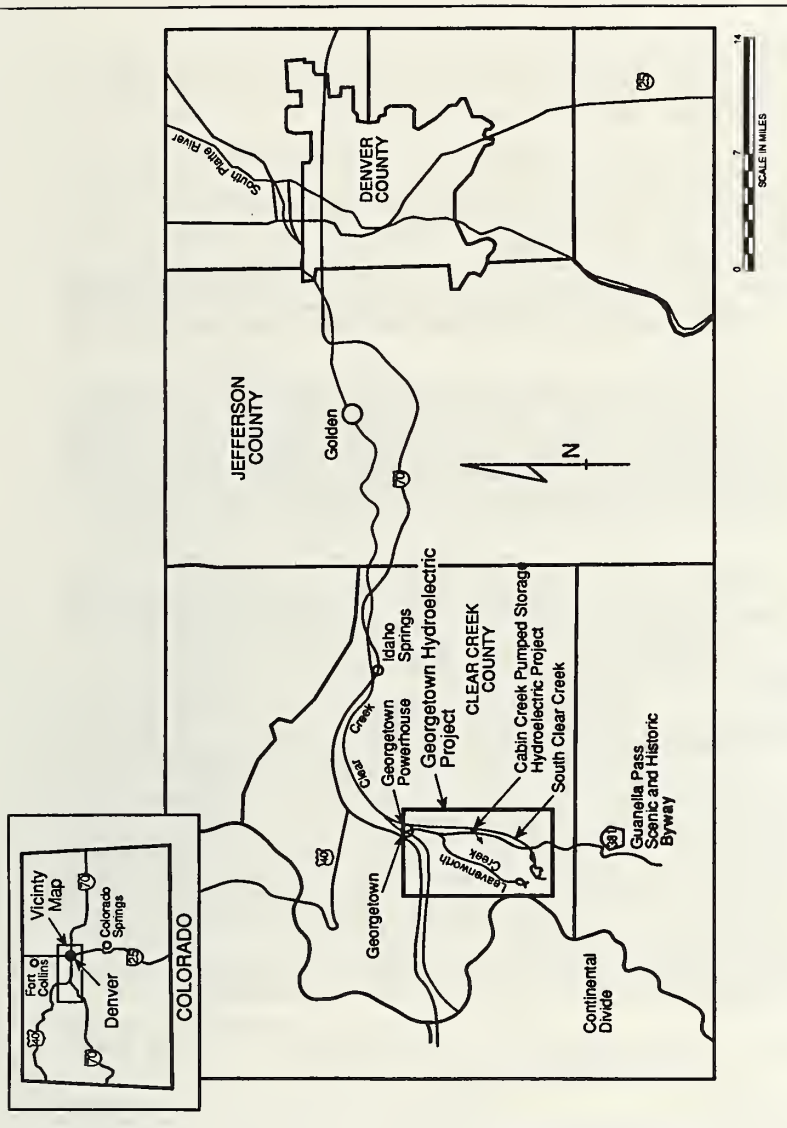 Fort
Collins
Vicinity
Map
40
70
Colorado
Springs
25
70
Denver
COLORADO
South Platte River
DENVER
COUNTY
25
JEFFERSON
COUNTY
Golden
70
N
40
Clear
Creek
Idaho
Springs
Georgetown
Powerhouse
Georgetown Hydroelectric
Project
CLEAR CREEK
COUNTY
Georgetown
Leavenworth
Creek
Cabin Creek Pumped Storage
Hydroelectric Project
South Clear Creek
381
Guanella Pass
Scenic and Historic
Byway
Continental
Divide
0 7 14
SCALE IN MILES